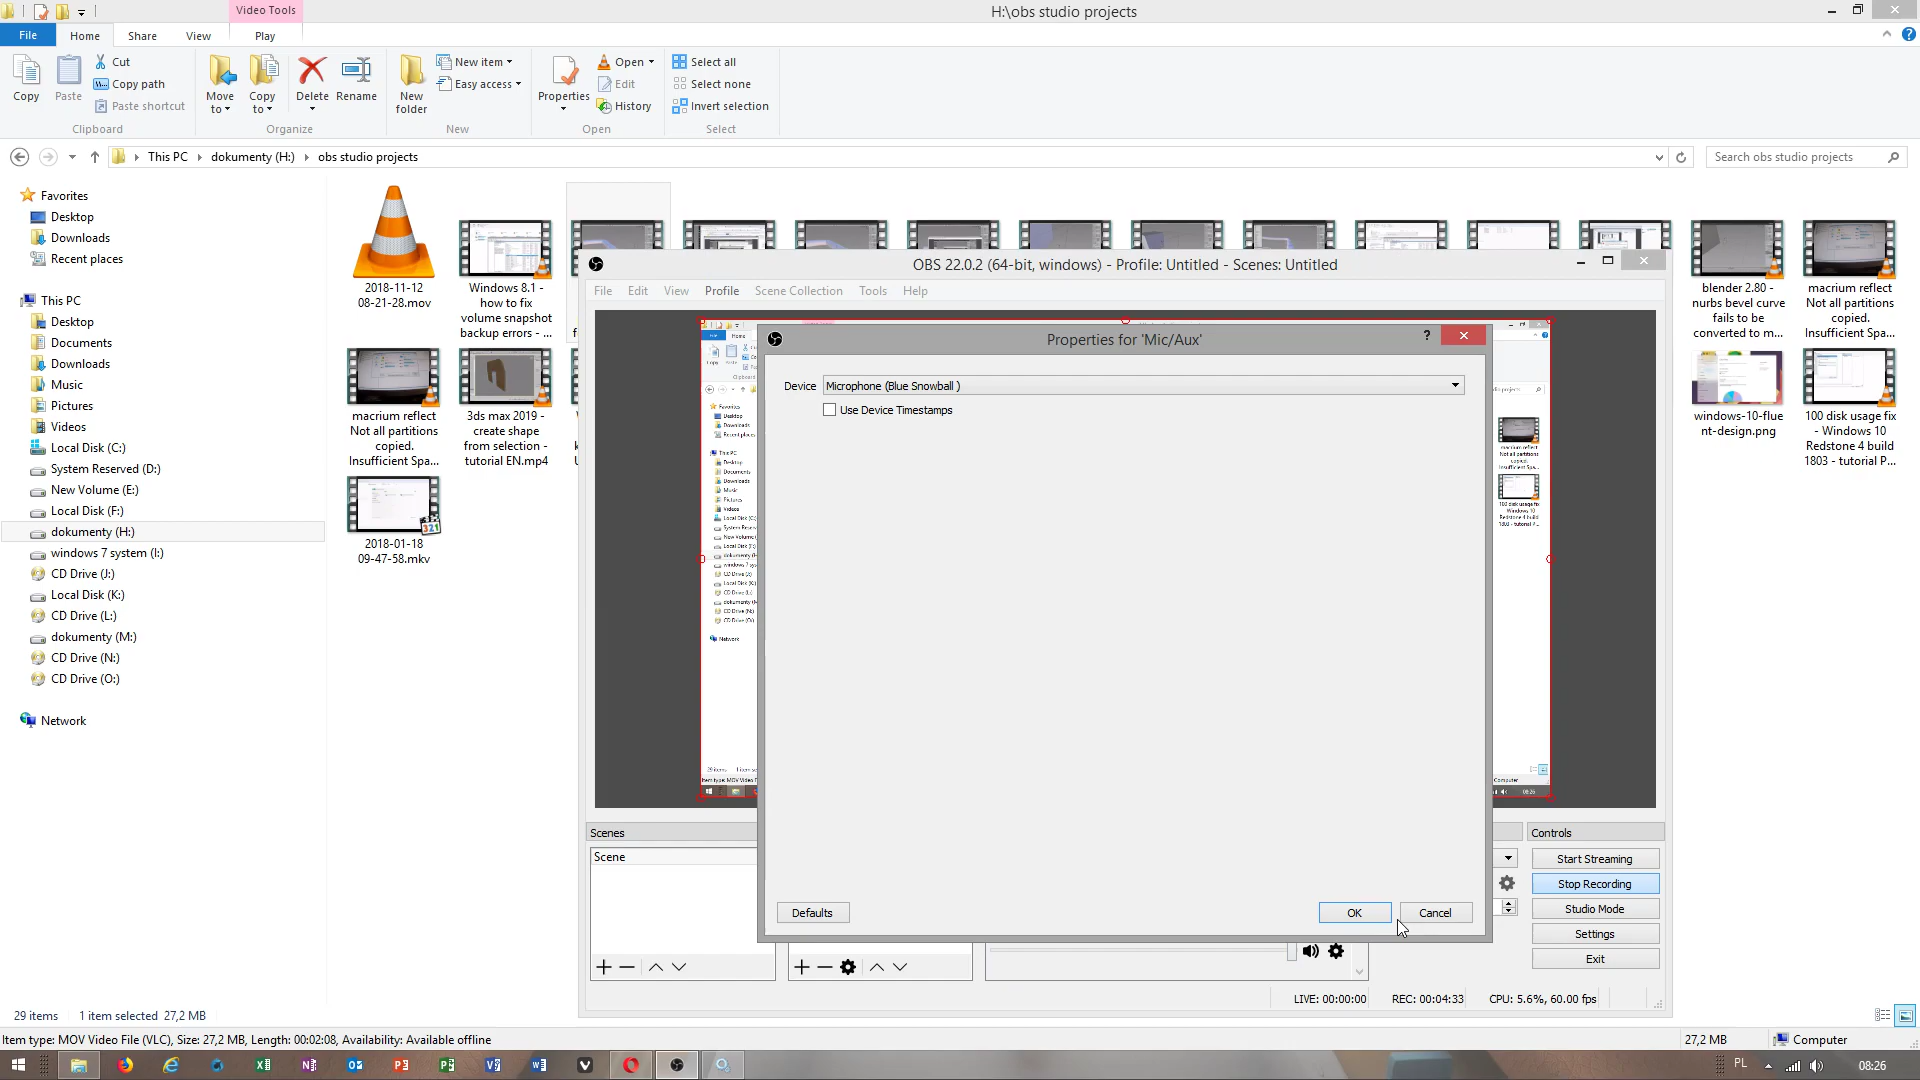 Video Tools
H:\obs studio projects
File
Home
Share
View
Play
Copy
Paste
Cut
Copy path
Paste shortcut
Clipboard
Move to
Copy to
Delete
Rename
Organize
New folder
New item
Easy access
New
Properties
Open
Edit
History
Open
Select all
Select none
Invert selection
Select
This PC
dokumenty (H:)
obs studio projects
Search obs studio projects
Favorites
Desktop
Downloads
Recent places
This PC
Desktop
Documents
Downloads
Music
Pictures
Videos
Local Disk (C:)
System Reserved (D:)
New Volume (E:)
Local Disk (F:)
dokumenty (H:)
windows 7 system (I:)
CD Drive (J:)
Local Disk (K:)
CD Drive (L:)
dokumenty (M:)
CD Drive (N:)
CD Drive (O:)
Network
2018-11-12
08-21-28.mov
Windows 8.1 -
how to fix
volume snapshot
backup errors - ...
blender 2.80 -
nurbs bevel curve
fails to be
converted to m...
macrium reflect
Not all partitions
copied.
Insufficient Spa...
macrium reflect
Not all partitions
copied.
Insufficient Spa...
3ds max 2019 -
create shape
from selection -
tutorial EN.mp4
windows-10-flue
nt-design.png
100 disk usage fix
- Windows 10
Redstone 4 build
1803 - tutorial P...
321
2018-01-18
09-47-58.mkv
OBS 22.0.2 (64-bit, windows) - Profile: Untitled - Scenes: Untitled
File
Edit
View
Profile
Scene Collection
Tools
Help
Properties for 'Mic/Aux'
?
Device
Microphone (Blue Snowball )
Use Device Timestamps
Defaults
OK
Cancel
Scenes
Scene
Controls
Start Streaming
Stop Recording
Studio Mode
Settings
Exit
LIVE: 00:00:00
REC: 00:04:33
CPU: 5.6%, 60.00 fps
29 items
1 item selected
27,2 MB
Item type: MOV Video File (VLC), Size: 27,2 MB, Length: 00:02:08, Availability: Available offline
27,2 MB
Computer
PL
08:26